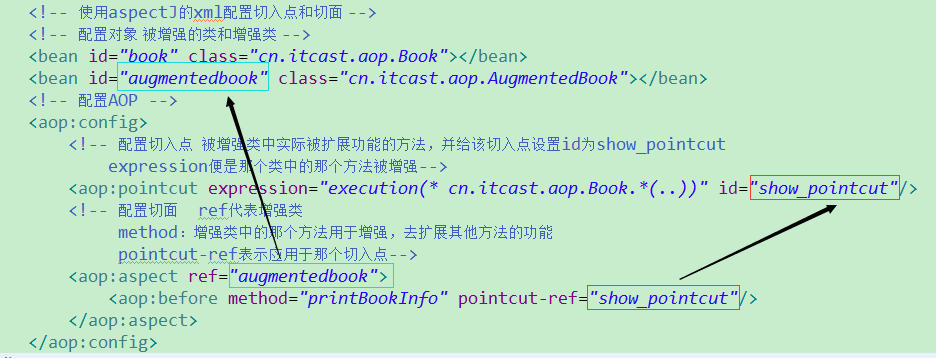 <!-- 使用aspectJ的xml配置切入点和切面 -->
<!-- 配置对象 被增强的类和增强类 -->
<bean id="book" class="cn.itcast.aop.Book"></bean>
<bean id="augmentedbook" class="cn.itcast.aop.AugmentedBook"></bean>
<!-- 配置AOP -->
<aop:config>
<!-- 配置切入点 被增强类中实际被扩展功能的方法，并给该切入点设置id为show_pointcut
expression便是那个类中的那个方法被增强-->
<aop:pointcut expression="execution(* cn.itcast.aop.Book.*(..))" id="show_pointcut"/>
<!-- 配置切面 ref代表增强类
method：增强类中的那个方法用于增强，去扩展其他方法的功能
pointcut-ref表示应用于那个切入点-->
<aop:aspect ref="augmentedbook">
<aop:before method="printBookInfo" pointcut-ref="show_pointcut"/>
</aop:aspect>
</aop:config>